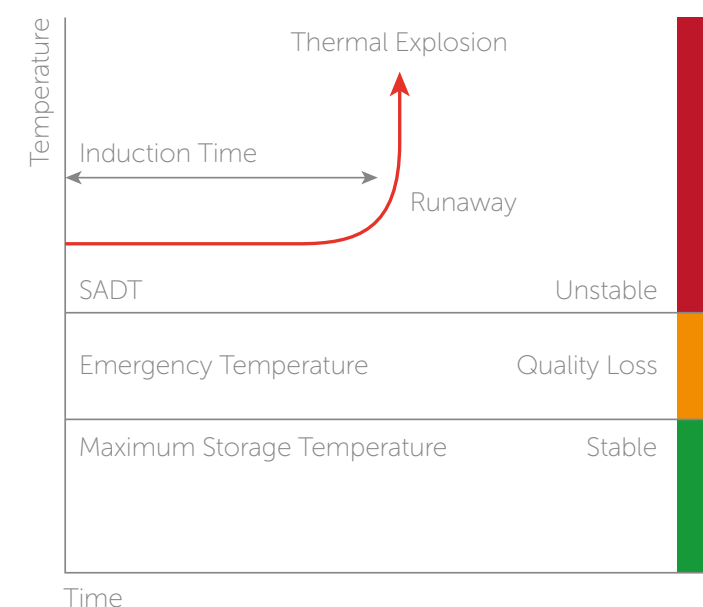 Temperature
Thermal Explosion
Induction Time
Runaway
SADT
Unstable
Emergency Temperature
Quality Loss
Maximum Storage Temperature
Stable
Time